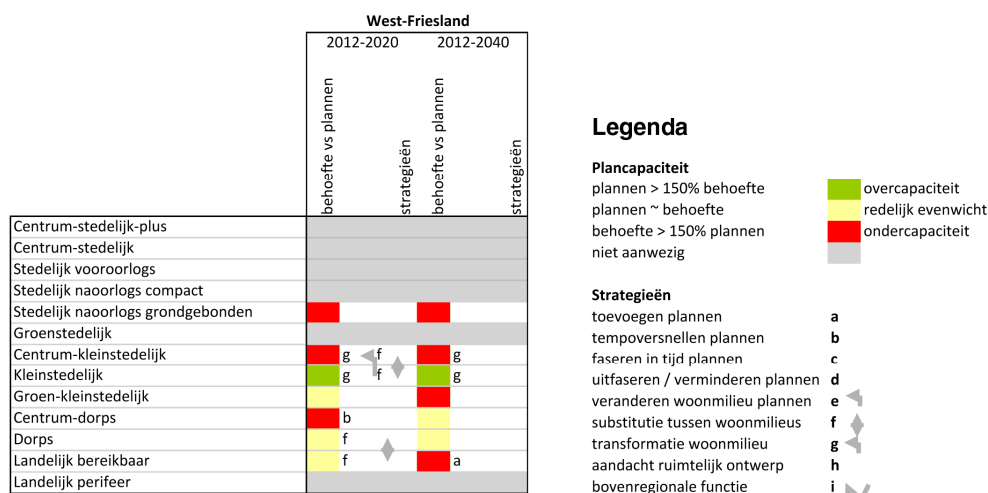 West-Friesland
2012-2020 2012-2040
behoefte vs plannen
strategieën
behoefte vs plannen
strategieën
Centrum-stedelijk-plus
Centrum-stedelijk
Stedelijk vooroorlogs
Stedelijk naoorlogs compact
Stedelijk naoorlogs grondgebonden
Groenstedelijk
Centrum-kleinstedelijk g f g
Kleinstedelijk g f g
Groen-kleinstedelijk
Centrum-dorps b
Dorps f
Landelijk bereikbaar f a
Landelijk perifeer
Legenda
Plancapaciteit
plannen > 150% behoefte overcapaciteit
plannen ~ behoefte redelijk evenwicht
behoefte > 150% plannen ondercapaciteit
niet aanwezig
Strategieën
toevoegen plannen a
tempoversnellen plannen b
faseren in tijd plannen c
uitfaseren / verminderen plannen d
veranderen woonmilieu plannen e
substitutie tussen woonmilieus f
transformatie woonmilieu g
aandacht ruimtelijk ontwerp h
bovenregionale functie i